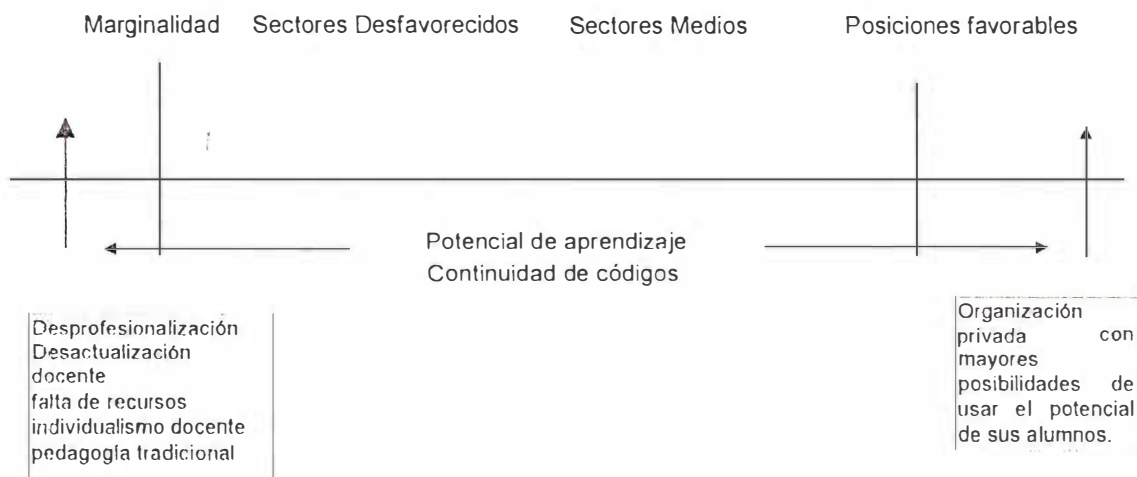 Marginalidad Sectores Desfavorecidos Sectores Medios Posiciones favorables
Potencial de aprendizaje
Continuidad de códigos
Desprofesionalización
Desactualización
docente
falta de recursos
individualismo docente
pedagogía tradicional
Organización
privada con
mayores
posibilidades de
usar el potencial
de sus alumnos.